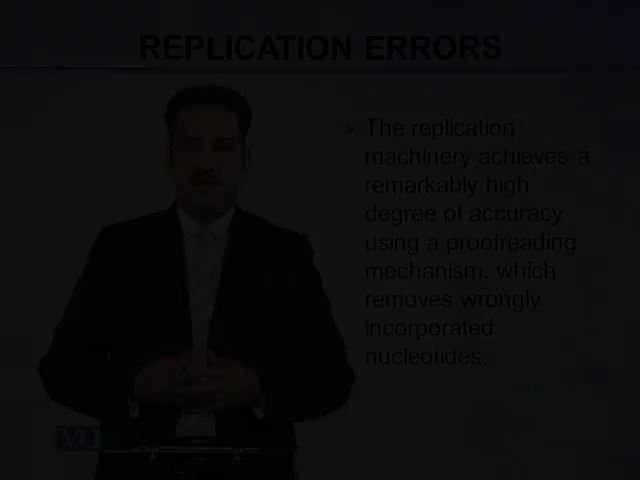 REPLICATION ERRORS
• The replication
machinery achieves a
remarkably high
degree of accuracy
using a proofreading
mechanism, which
removes wrongly
incorporated
nucleotides.
VU